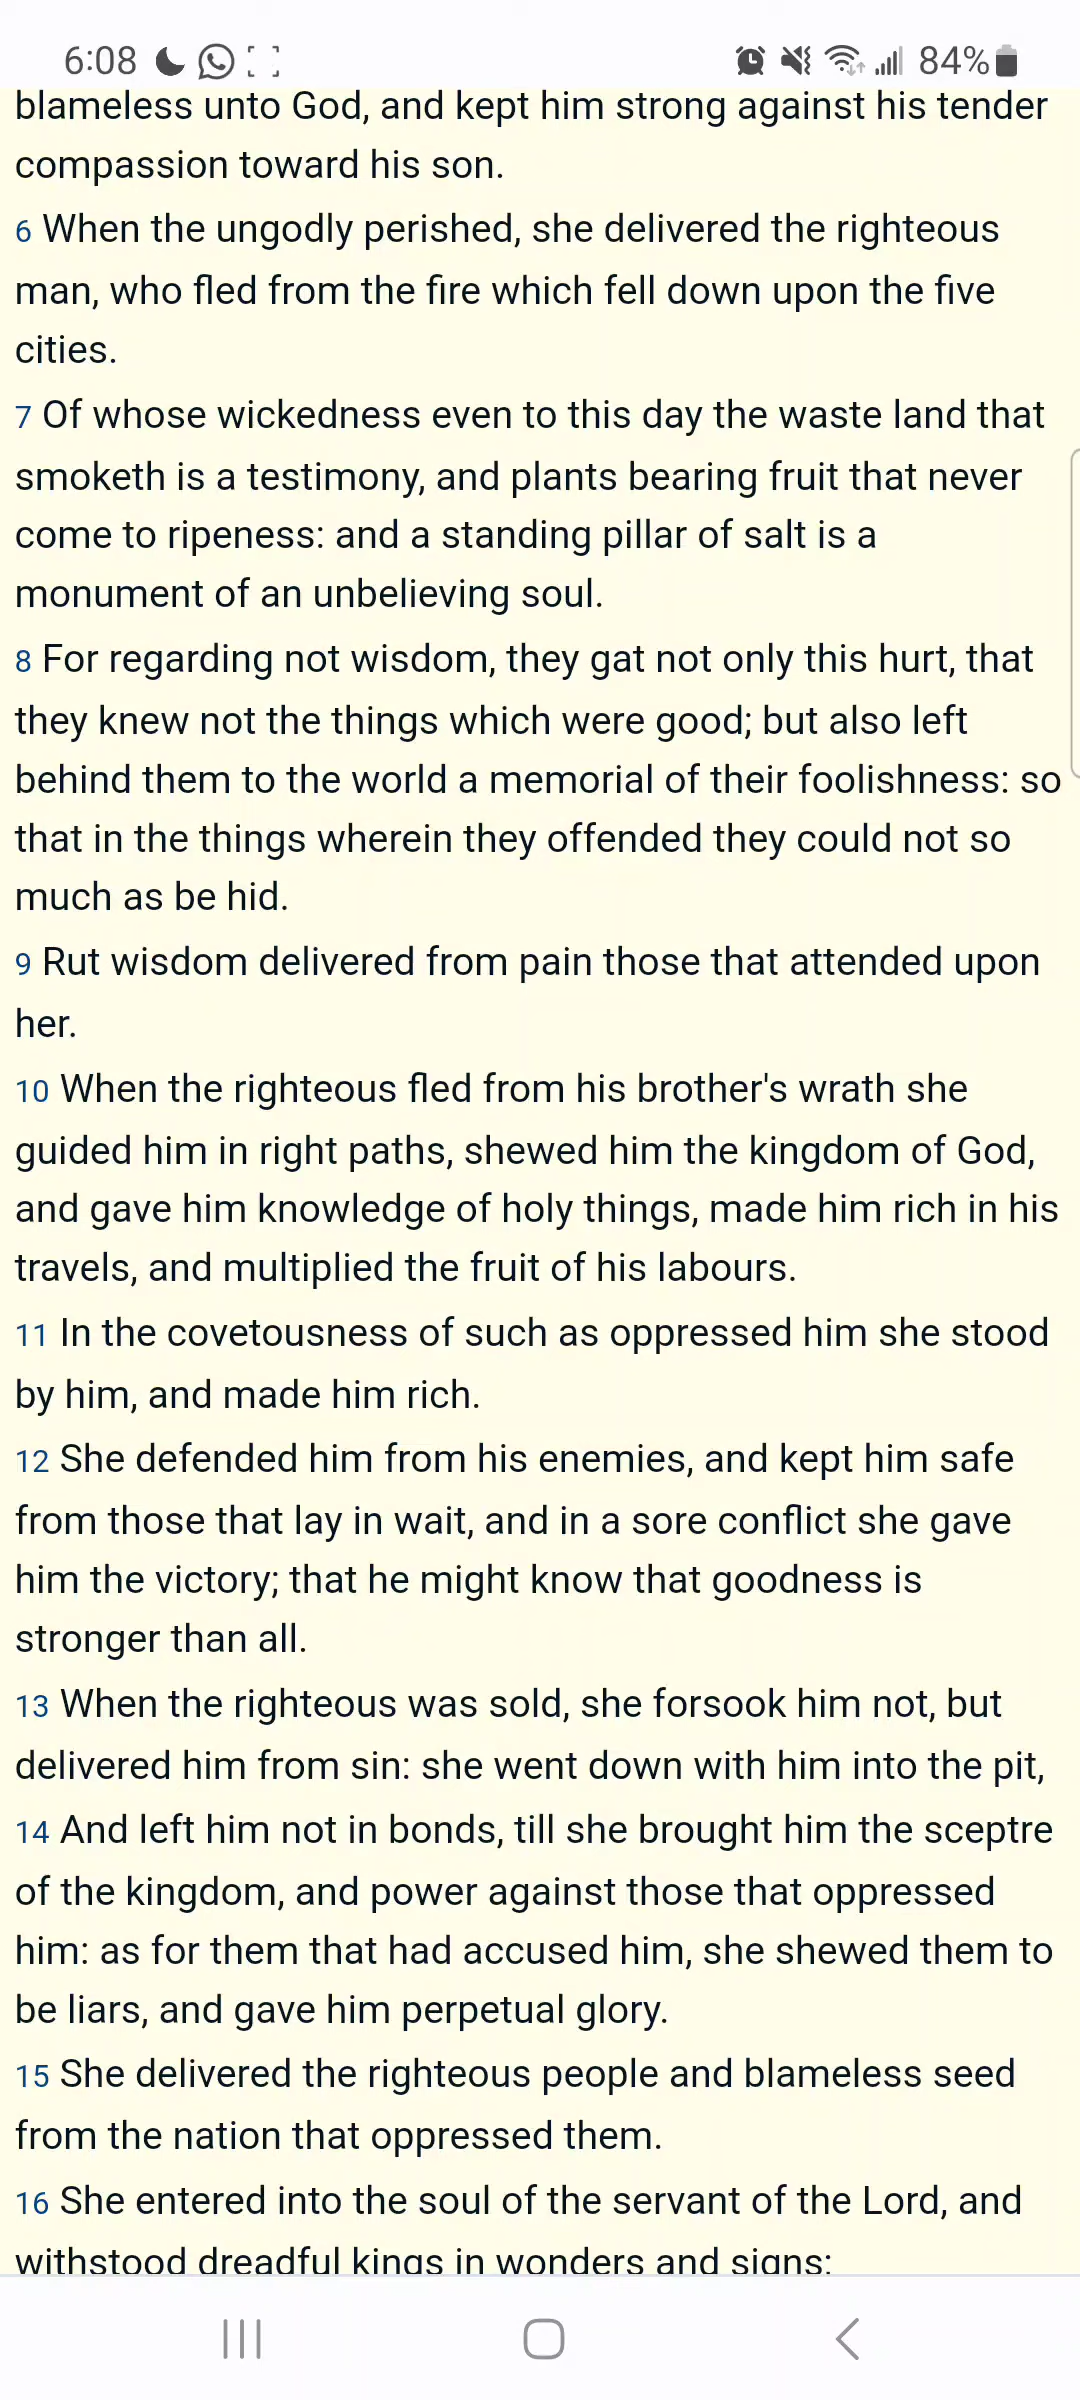 6:08 84%
blameless unto God, and kept him strong against his tender
compassion toward his son.
6 When the ungodly perished, she delivered the righteous
man, who fled from the fire which fell down upon the five
cities.
7 Of whose wickedness even to this day the waste land that
smoketh is a testimony, and plants bearing fruit that never
come to ripeness: and a standing pillar of salt is a
monument of an unbelieving soul.
8 For regarding not wisdom, they gat not only this hurt, that
they knew not the things which were good; but also left
behind them to the world a memorial of their foolishness: so
that in the things wherein they offended they could not so
much as be hid.
9 Rut wisdom delivered from pain those that attended upon
her.
10 When the righteous fled from his brother's wrath she
guided him in right paths, shewed him the kingdom of God,
and gave him knowledge of holy things, made him rich in his
travels, and multiplied the fruit of his labours.
11 In the covetousness of such as oppressed him she stood
by him, and made him rich.
12 She defended him from his enemies, and kept him safe
from those that lay in wait, and in a sore conflict she gave
him the victory; that he might know that goodness is
stronger than all.
13 When the righteous was sold, she forsook him not, but
delivered him from sin: she went down with him into the pit,
14 And left him not in bonds, till she brought him the sceptre
of the kingdom, and power against those that oppressed
him: as for them that had accused him, she shewed them to
be liars, and gave him perpetual glory.
15 She delivered the righteous people and blameless seed
from the nation that oppressed them.
16 She entered into the soul of the servant of the Lord, and
withstood dreadful kings in wonders and signs;